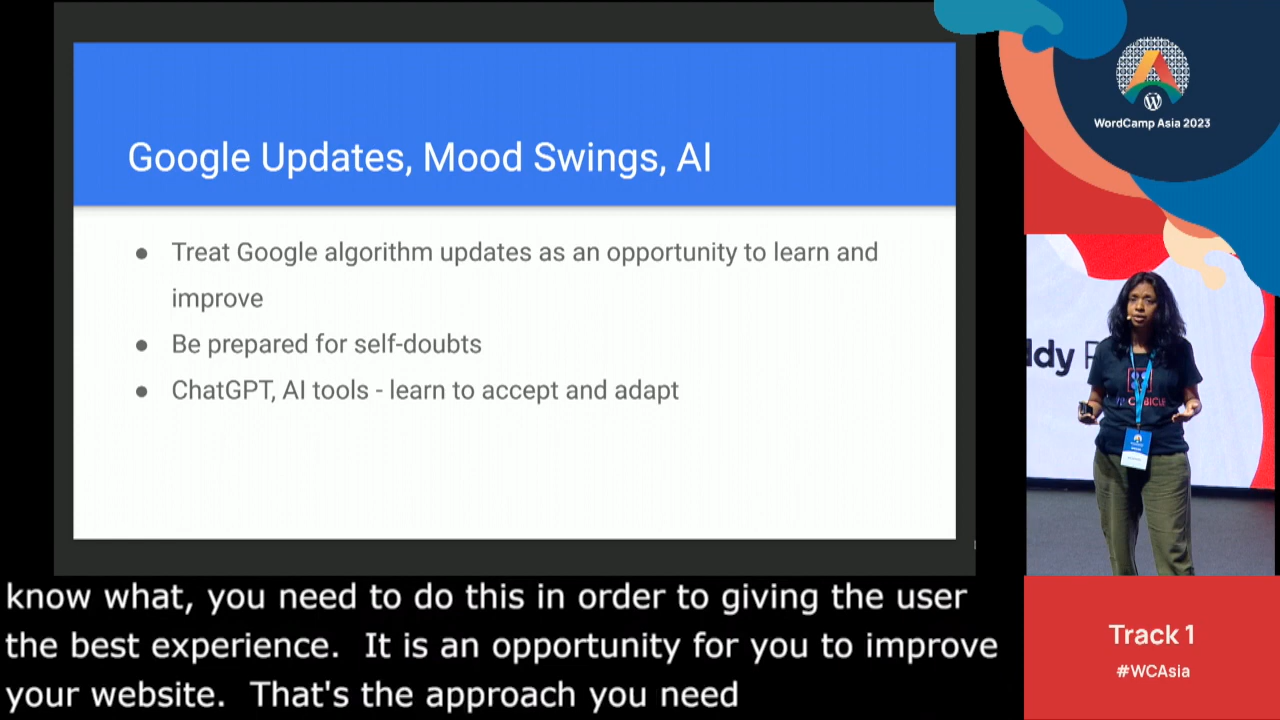 Google Updates, Mood Swings, AI
● Treat Google algorithm updates as an opportunity to learn and
improve
● Be prepared for self-doubts
● ChatGPT, AI tools - learn to accept and adapt
WordCamp Asia 2023
Track 1
#WCAsia
know what, you need to do this in order to giving the user
the best experience.  It is an opportunity for you to improve
your website.  That's the approach you need